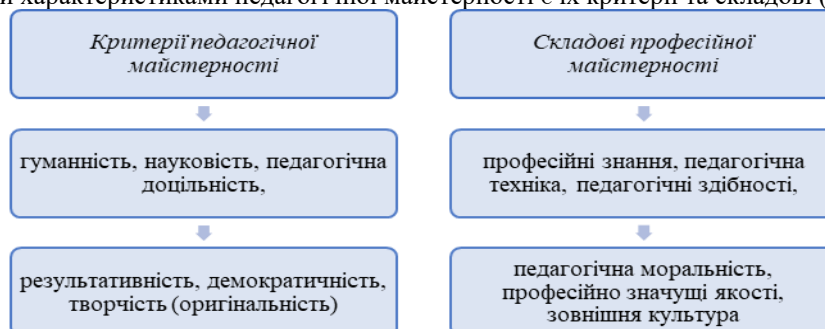 характеристиками педагогічної майстерності є їх критерії та складові (
Критерії педагогічної
майстерності
гуманність, науковість, педагогічна
доцільність,
результативність, демократичність,
творчість (оригінальність)
Складові професійної
майстерності
професійні знання, педагогічна
техніка, педагогічні здібності,
педагогічна моральність,
професійно значущі якості,
зовнішня культура